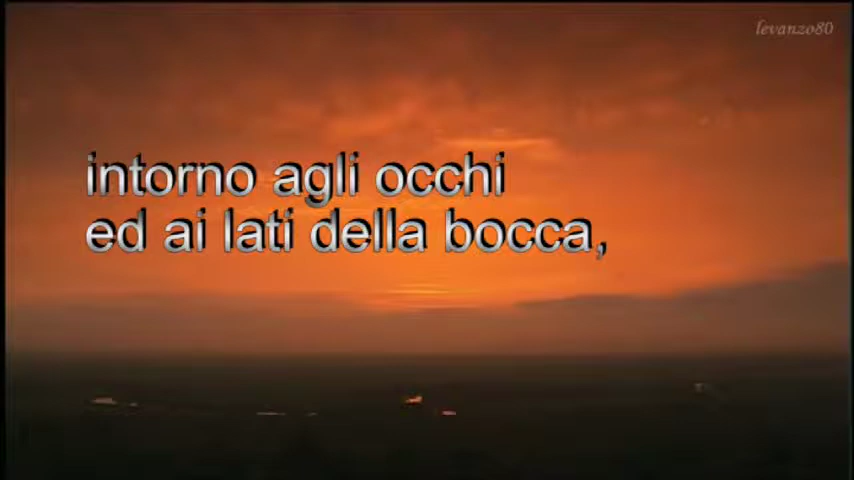 levanzo80
intorno agli occhi
ed ai lati della bocca,